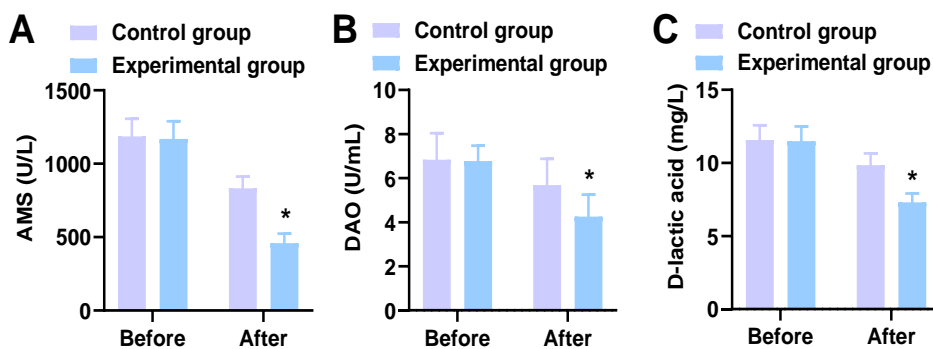 A
Control group
Experimental group
AMS (U/L)
1500
1000
500
0
*
Before After
B
Control group
Experimental group
DAO (U/mL)
10
8
6
4
2
0
*
Before After
C
Control group
Experimental group
D-lactic acid (mg/L)
15
10
5
0
*
Before After